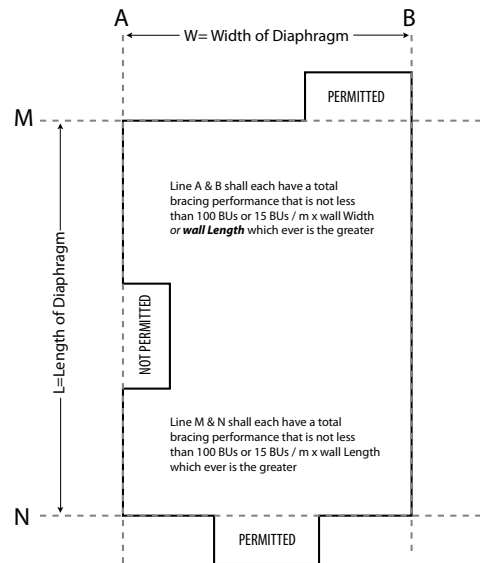 A
B
W= Width of Diaphragm
PERMITTED
M
Line A & B shall each have a total
bracing performance that is not less
than 100 BUs or 15 BUs / m x wall Width
or wall Length which ever is the greater
L=Length of Diaphragm
NOT PERMITTED
Line M & N shall each have a total
bracing performance that is not less
than 100 BUs or 15 BUs / m x wall Length
which ever is the greater
N
PERMITTED